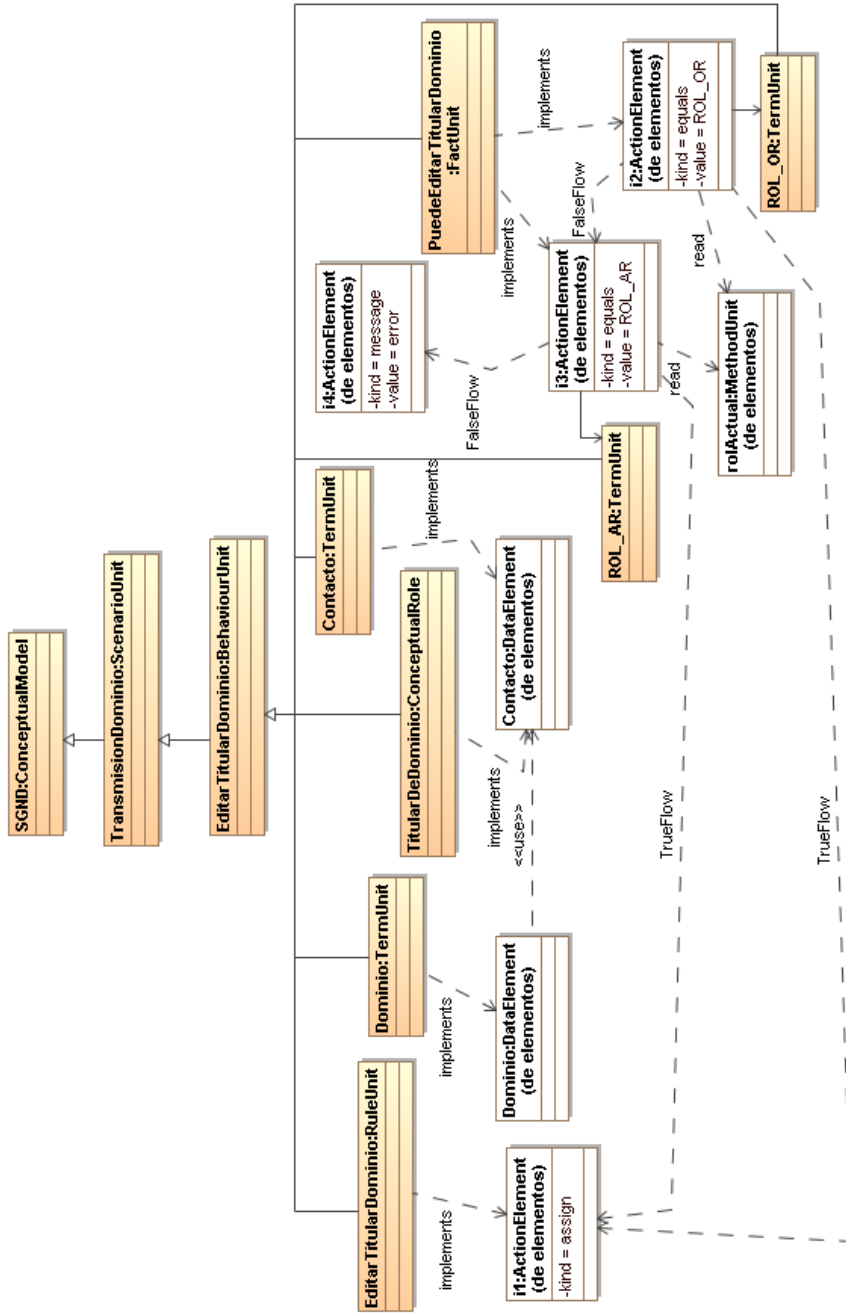 SGND:ConceptualModel
TransmisionDominio:ScenarioUnit
EditarTitularDominio:BehaviourUnit
EditarTitularDominio:RuleUnit
Dominio:TermUnit
TitularDeDominio:ConceptualRole
Contacto:TermUnit
PuedeEditarTitularDominio
:FactUnit
implements
implements
implements
<<use>>
implements
implements
implements
i1:ActionElement
(de elementos)
-kind = assign
Dominio:DataElement
(de elementos)
Contacto:DataElement
(de elementos)
i4:ActionElement
(de elementos)
-kind = message
-value = error
FalseFlow
FalseFlow
i3:ActionElement
(de elementos)
-kind = equals
-value = ROL_AR
i2:ActionElement
(de elementos)
-kind = equals
-value = ROL_OR
ROL_AR:TermUnit
read
read
rolActual:MethodUnit
(de elementos)
ROL_OR:TermUnit
TrueFlow
TrueFlow